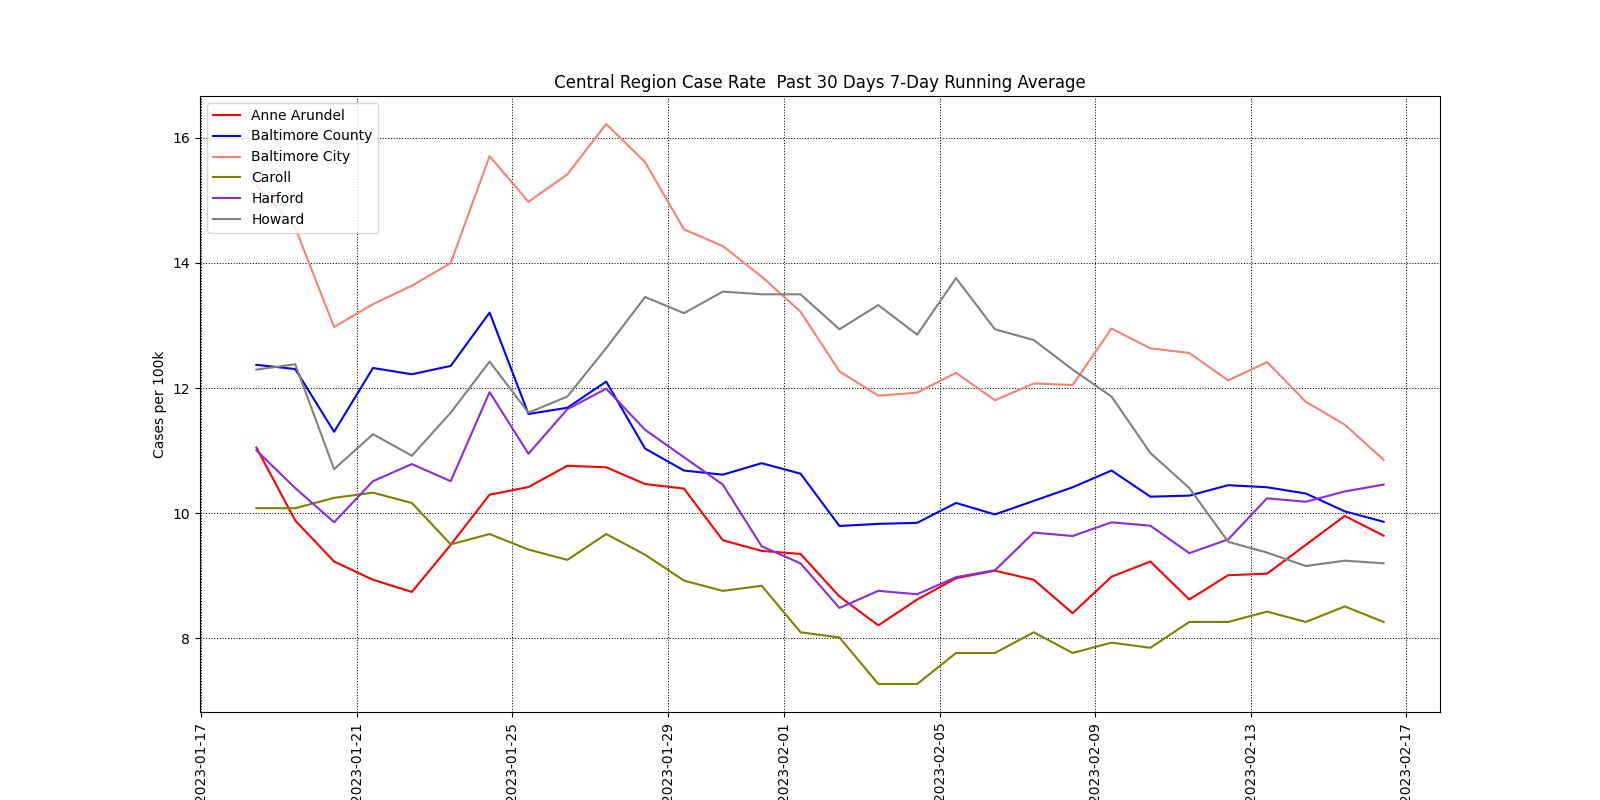 Central Region Case Rate  Past 30 Days 7-Day Running Average
Anne Arundel
Baltimore County
Baltimore City
Caroll
Harford
Howard
16
14
12
10
8
Cases per 100k
2023-01-17
2023-01-21
2023-01-25
2023-01-29
2023-02-01
2023-02-05
2023-02-09
2023-02-13
2023-02-17